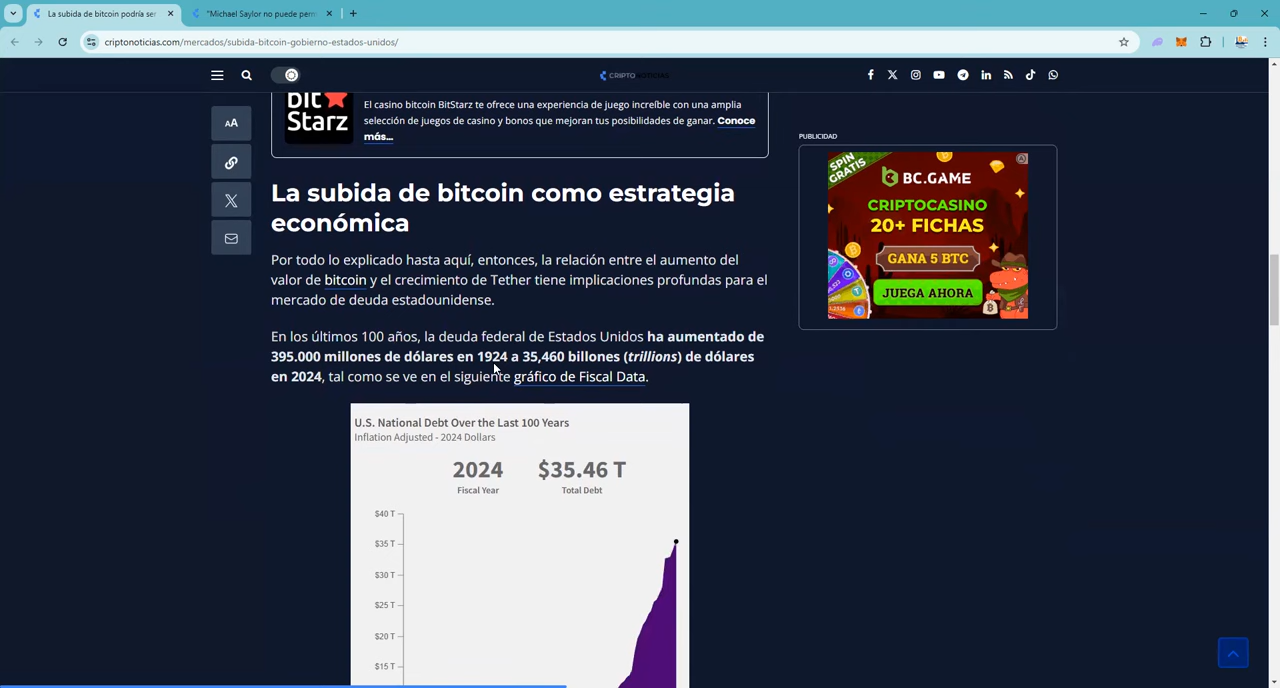 La subida de bitcoin podría ser
"Michael Saylor no puede perm
criptonoticias.com/mercados/subida-bitcoin-gobierno-estados-unidos/
CRIPTONOTICIAS
AA
bit
Starz
El casino bitcoin BitStarz te ofrece una experiencia de juego increíble con una amplia
selección de juegos de casino y bonos que mejoran tus posibilidades de ganar. Conoce
más...
La subida de bitcoin como estrategia
económica
Por todo lo explicado hasta aquí, entonces, la relación entre el aumento del
valor de bitcoin y el crecimiento de Tether tiene implicaciones profundas para el
mercado de deuda estadounidense.
En los últimos 100 años, la deuda federal de Estados Unidos ha aumentado de
395.000 millones de dólares en 1924 a 35,460 billones (trillions) de dólares
en 2024, tal como se ve en el siguiente gráfico de Fiscal Data.
U.S. National Debt Over the Last 100 Years
Inflation Adjusted - 2024 Dollars
2024 $35.46 T
Fiscal Year Total Debt
$40 T
$35 T
$30 T
$25 T
$20 T
$15 T
PUBLICIDAD
SPIN
GRATIS
BC.GAME
CRIPTOCASINO
20+ FICHAS
GANA 5 BTC
JUEGA AHORA